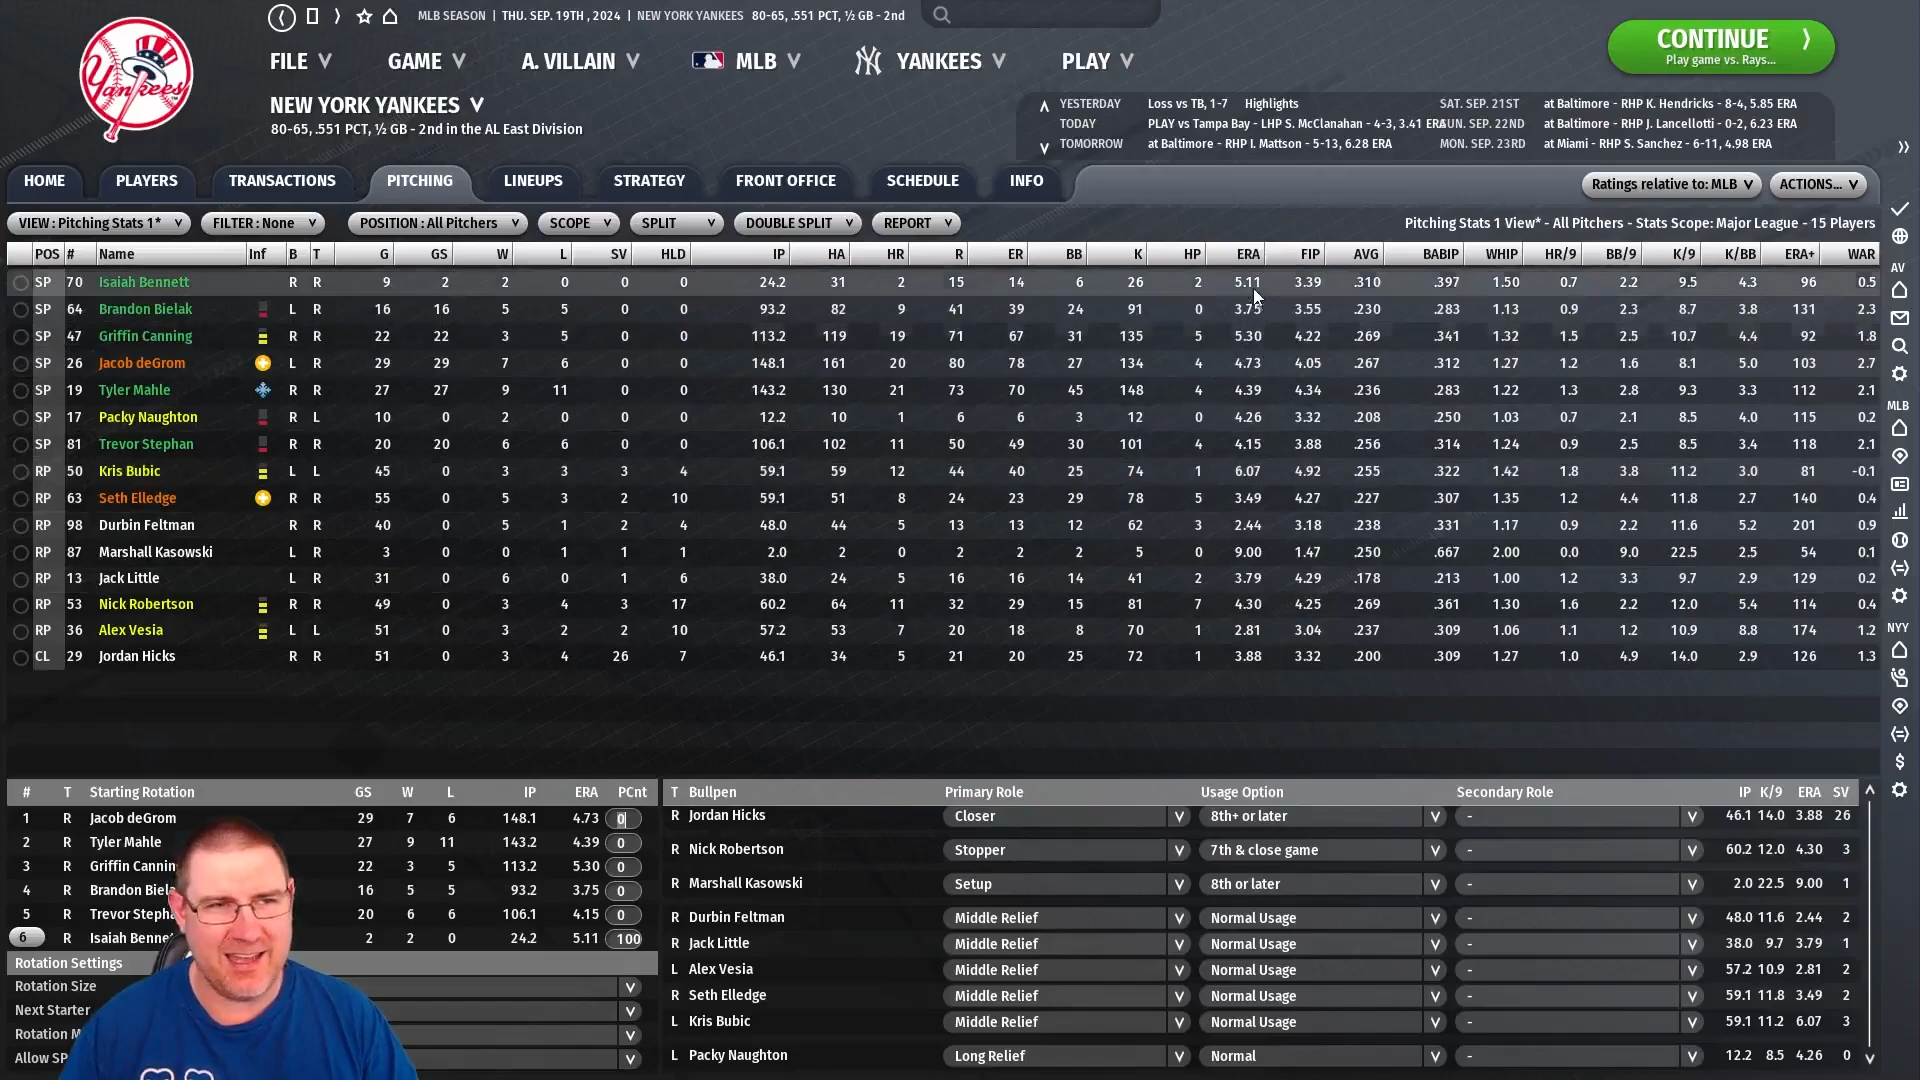 MLB SEASON | THU. SEP. 19TH , 2024 | NEW YORK YANKEES 80-65, .551 PCT, ½ GB - 2nd
FILE GAME A. VILLAIN MLB YANKEES PLAY
CONTINUE
Play game vs. Rays...
NEW YORK YANKEES
80-65, .551 PCT, ½ GB - 2nd in the AL East Division
YESTERDAY Loss vs TB, 1-7 Highlights SAT. SEP. 21ST at Baltimore - RHP K. Hendricks - 8-4, 5.85 ERA
TODAY PLAY vs Tampa Bay - LHP S. McClanahan - 4-3, 3.41 ERA SUN. SEP. 22ND at Baltimore - RHP J. Lancellotti - 0-2, 6.23 ERA
TOMORROW at Baltimore - RHP I. Mattson - 5-13, 6.28 ERA MON. SEP. 23RD at Miami - RHP S. Sanchez - 6-11, 4.98 ERA
HOME PLAYERS TRANSACTIONS PITCHING LINEUPS STRATEGY FRONT OFFICE SCHEDULE INFO Ratings relative to: MLB ACTIONS...
VIEW : Pitching Stats 1* FILTER : None POSITION : All Pitchers SCOPE SPLIT DOUBLE SPLIT REPORT Pitching Stats 1 View* - All Pitchers - Stats Scope: Major League - 15 Players
POS # Name Inf B T G GS W L SV HLD IP HA HR R ER BB K HP ERA FIP AVG BABIP WHIP HR/9 BB/9 K/9 K/BB ERA+ WAR
SP 70 Isaiah Bennett R R 9 2 2 0 0 0 24.2 31 2 15 14 6 26 2 5.11 3.39 .310 .397 1.50 0.7 2.2 9.5 4.3 96 0.5
SP 64 Brandon Bielak L R 16 16 5 5 0 0 93.2 82 9 41 39 24 91 0 3.75 3.55 .230 .283 1.13 0.9 2.3 8.7 3.8 131 2.3
SP 47 Griffin Canning R R 22 22 3 5 0 0 113.2 119 19 71 67 31 135 5 5.30 4.22 .269 .341 1.32 1.5 2.5 10.7 4.4 92 1.8
SP 26 Jacob deGrom L R 29 29 7 6 0 0 148.1 161 20 80 78 27 134 4 4.73 4.05 .267 .312 1.27 1.2 1.6 8.1 5.0 103 2.7
SP 19 Tyler Mahle R R 27 27 9 11 0 0 143.2 130 21 73 70 45 148 4 4.39 4.34 .236 .283 1.22 1.3 2.8 9.3 3.3 112 2.1
SP 17 Packy Naughton R L 10 0 2 0 0 0 12.2 10 1 6 6 3 12 0 4.26 3.32 .208 .250 1.03 0.7 2.1 8.5 4.0 115 0.2
SP 81 Trevor Stephan R R 20 20 6 6 0 0 106.1 102 11 50 49 30 101 4 4.15 3.88 .256 .314 1.24 0.9 2.5 8.5 3.4 118 2.1
RP 50 Kris Bubic L L 45 0 3 3 3 4 59.1 59 12 44 40 25 74 1 6.07 4.92 .255 .322 1.42 1.8 3.8 11.2 3.0 81 -0.1
RP 63 Seth Elledge R R 55 0 5 3 2 10 59.1 51 8 24 23 29 78 5 3.49 4.27 .227 .307 1.35 1.2 4.4 11.8 2.7 140 0.4
RP 98 Durbin Feltman R R 40 0 5 1 2 4 48.0 44 5 13 13 12 62 3 2.44 3.18 .238 .331 1.17 0.9 2.2 11.6 5.2 201 0.9
RP 87 Marshall Kasowski L R 3 0 0 1 1 1 2.0 2 0 2 2 2 5 0 9.00 1.47 .250 .667 2.00 0.0 9.0 22.5 2.5 54 0.1
RP 13 Jack Little L R 31 0 6 0 1 6 38.0 24 5 16 16 14 41 2 3.79 4.29 .178 .213 1.00 1.2 3.3 9.7 2.9 129 0.2
RP 53 Nick Robertson R R 49 0 3 4 3 17 60.2 64 11 32 29 15 81 7 4.30 4.25 .269 .361 1.30 1.6 2.2 12.0 5.4 114 0.4
RP 36 Alex Vesia L L 51 0 3 2 2 10 57.2 53 7 20 18 8 70 1 2.81 3.04 .237 .309 1.06 1.1 1.2 10.9 8.8 174 1.2
CL 29 Jordan Hicks R R 51 0 3 4 26 7 46.1 34 5 21 20 25 72 1 3.88 3.32 .200 .309 1.27 1.0 4.9 14.0 2.9 126 1.3
AV
MLB
NYY
# T Starting Rotation GS W L IP ERA PCnt
1 R Jacob deGrom 29 7 6 148.1 4.73 0
2 R Tyler Mahle 27 9 11 143.2 4.39 0
3 R Griffin Cannin 22 3 5 113.2 5.30 0
4 R Brandon Biela 16 5 5 93.2 3.75 0
5 R Trevor Stepha 20 6 6 106.1 4.15 0
6 R Isaiah Benne 2 2 0 24.2 5.11 100
Rotation Settings
Rotation Size
Next Starter
Rotation M
Allow SP
T Bullpen Primary Role Usage Option Secondary Role IP K/9 ERA SV
R Jordan Hicks Closer 8th+ or later - 46.1 14.0 3.88 26
R Nick Robertson Stopper 7th & close game - 60.2 12.0 4.30 3
R Marshall Kasowski Setup 8th or later - 2.0 22.5 9.00 1
R Durbin Feltman Middle Relief Normal Usage - 48.0 11.6 2.44 2
R Jack Little Middle Relief Normal Usage - 38.0 9.7 3.79 1
L Alex Vesia Middle Relief Normal Usage - 57.2 10.9 2.81 2
R Seth Elledge Middle Relief Normal Usage - 59.1 11.8 3.49 2
L Kris Bubic Middle Relief Normal Usage - 59.1 11.2 6.07 3
L Packy Naughton Long Relief Normal - 12.2 8.5 4.26 0